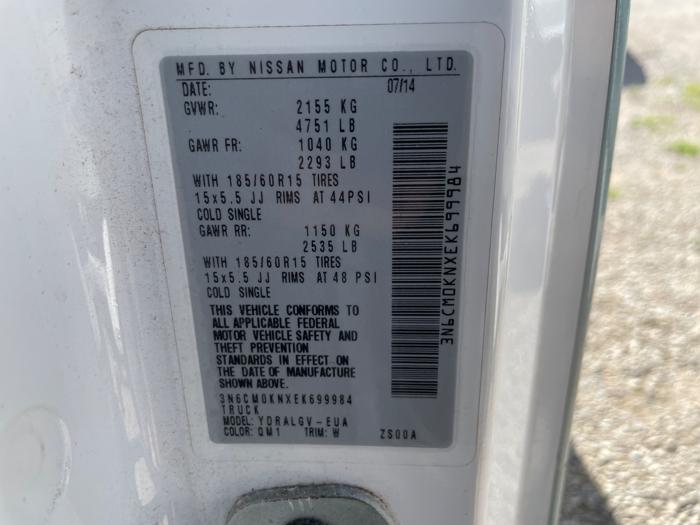 MFD. BY NISSAN MOTOR CO., LTD.
DATE: 07/14
GVWR: 2155 KG
4751 LB
GAWR FR: 1040 KG
2293 LB
WITH 185/60R15 TIRES
15x5.5 JJ RIMS AT 44PSI
COLD SINGLE
GAWR RR: 1150 KG
2535 LB
WITH 185/60R15 TIRES
15x5.5 JJ RIMS AT 48 PSI
COLD SINGLE
THIS VEHICLE CONFORMS TO
ALL APPLICABLE FEDERAL
MOTOR VEHICLE SAFETY AND
THEFT PREVENTION
STANDARDS IN EFFECT ON
THE DATE OF MANUFACTURE
SHOWN ABOVE.
3N6CM0KNXEK699984
TRUCK
MODEL: YDRALGV-EUA
COLOR: QM1 TRIM: W ZS00A
3N6CM0KNXEK699984